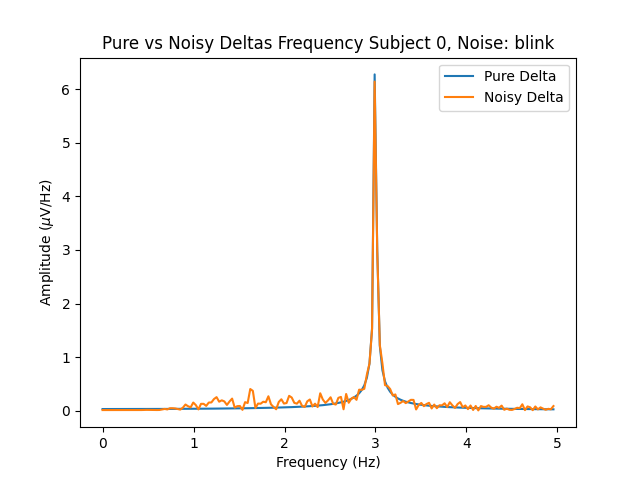 Pure vs Noisy Deltas Frequency Subject 0, Noise: blink
Pure Delta
Noisy Delta
Amplitude (μV/Hz)
6
5
4
3
2
1
0
0 1 2 3 4 5
Frequency (Hz)